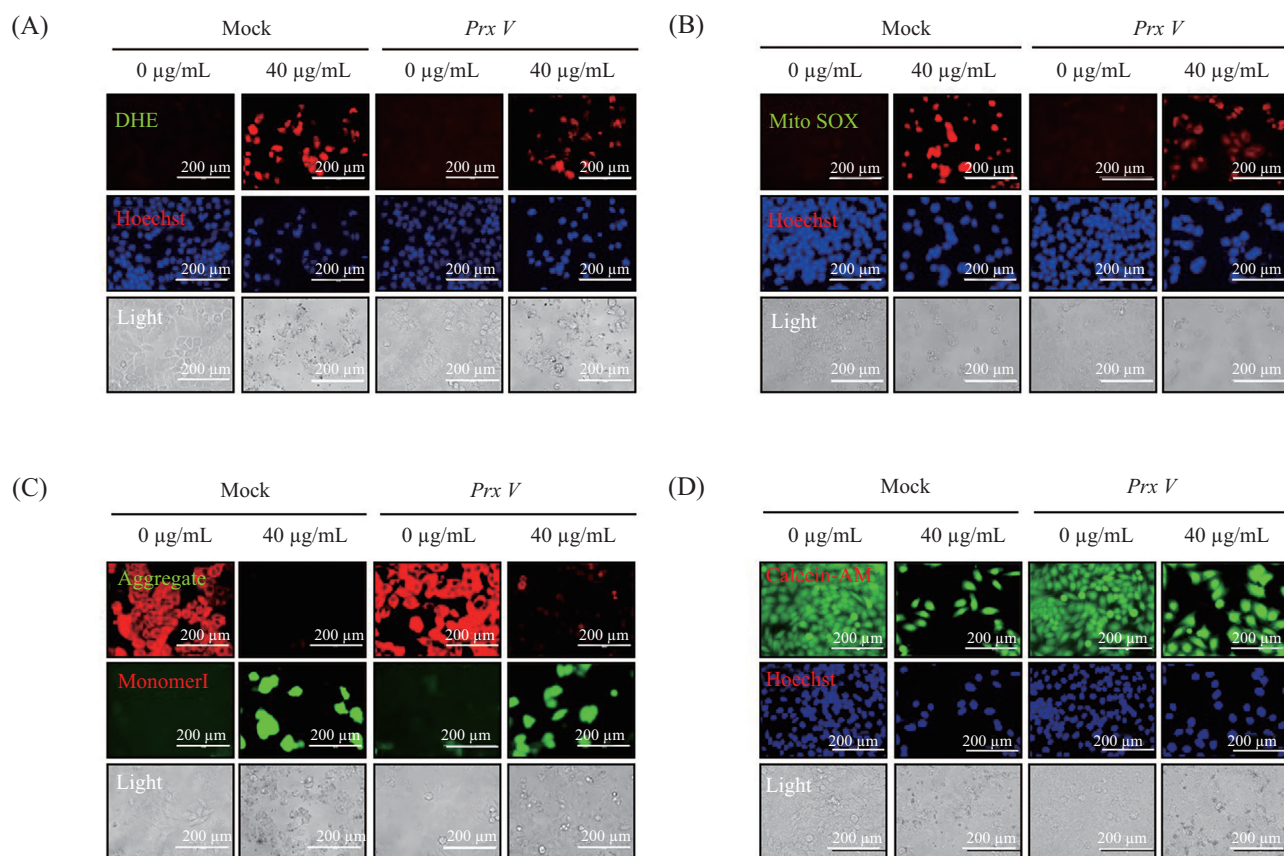 (A)
Mock Prx V
0 µg/mL 40 µg/mL 0 µg/mL 40 µg/mL
DHE
200 µm 200 µm 200 µm 200 µm
Hoechst
200 µm 200 µm 200 µm 200 µm
Light
200 µm 200 µm 200 µm 200 µm
(B)
Mock Prx V
0 µg/mL 40 µg/mL 0 µg/mL 40 µg/mL
Mito SOX
200 µm 200 µm 200 µm 200 µm
Hoechst
200 µm 200 µm 200 µm 200 µm
Light
200 µm 200 µm 200 µm 200 µm
(C)
Mock Prx V
0 µg/mL 40 µg/mL 0 µg/mL 40 µg/mL
Aggregate
200 µm 200 µm 200 µm 200 µm
MonomerI
200 µm 200 µm 200 µm 200 µm
Light
200 µm 200 µm 200 µm 200 µm
(D)
Mock Prx V
0 µg/mL 40 µg/mL 0 µg/mL 40 µg/mL
Calcein-AM
200 µm 200 µm 200 µm 200 µm
Hoechst
200 µm 200 µm 200 µm 200 µm
Light
200 µm 200 µm 200 µm 200 µm